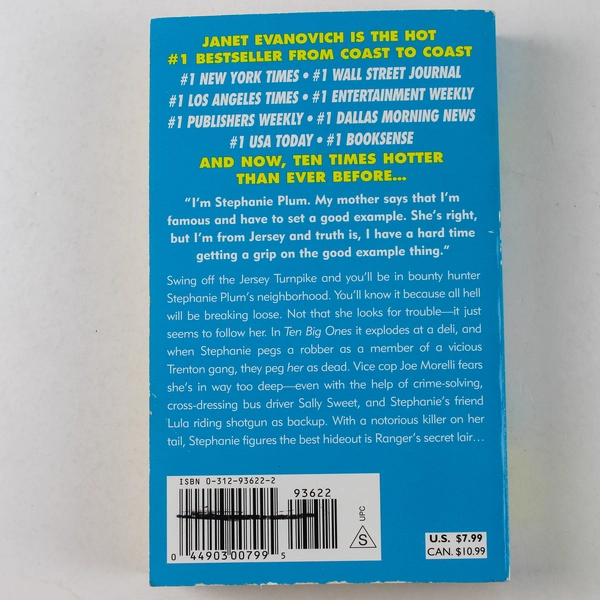 JANET EVANOVICH IS THE HOT
#1 BESTSELLER FROM COAST TO COAST
#1 NEW YORK TIMES • #1 WALL STREET JOURNAL
#1 LOS ANGELES TIMES • #1 ENTERTAINMENT WEEKLY
#1 PUBLISHERS WEEKLY • #1 DALLAS MORNING NEWS
#1 USA TODAY • #1 BOOKSENSE
AND NOW, TEN TIMES HOTTER
THAN EVER BEFORE...
“I'm Stephanie Plum. My mother says that I'm
famous and have to set a good example. She's right,
but I'm from Jersey and truth is, I have a hard time
getting a grip on the good example thing.”
Swing off the Jersey Turnpike and you'll be in bounty hunter
Stephanie Plum's neighborhood. You'll know it because all hell
will be breaking loose. Not that she looks for trouble—it just
seems to follow her. In Ten Big Ones it explodes at a deli, and
when Stephanie pegs a robber as a member of a vicious
Trenton gang, they peg her as dead. Vice cop Joe Morelli fears
she's in way too deep—even with the help of crime-solving,
cross-dressing bus driver Sally Sweet, and Stephanie's friend
Lula riding shotgun as backup. With a notorious killer on her
tail, Stephanie figures the best hideout is Ranger's secret lair...
ISBN 0-312-93622-2
93622
UPC
S
0 4490300799 5
U.S. $7.99
CAN. $10.99